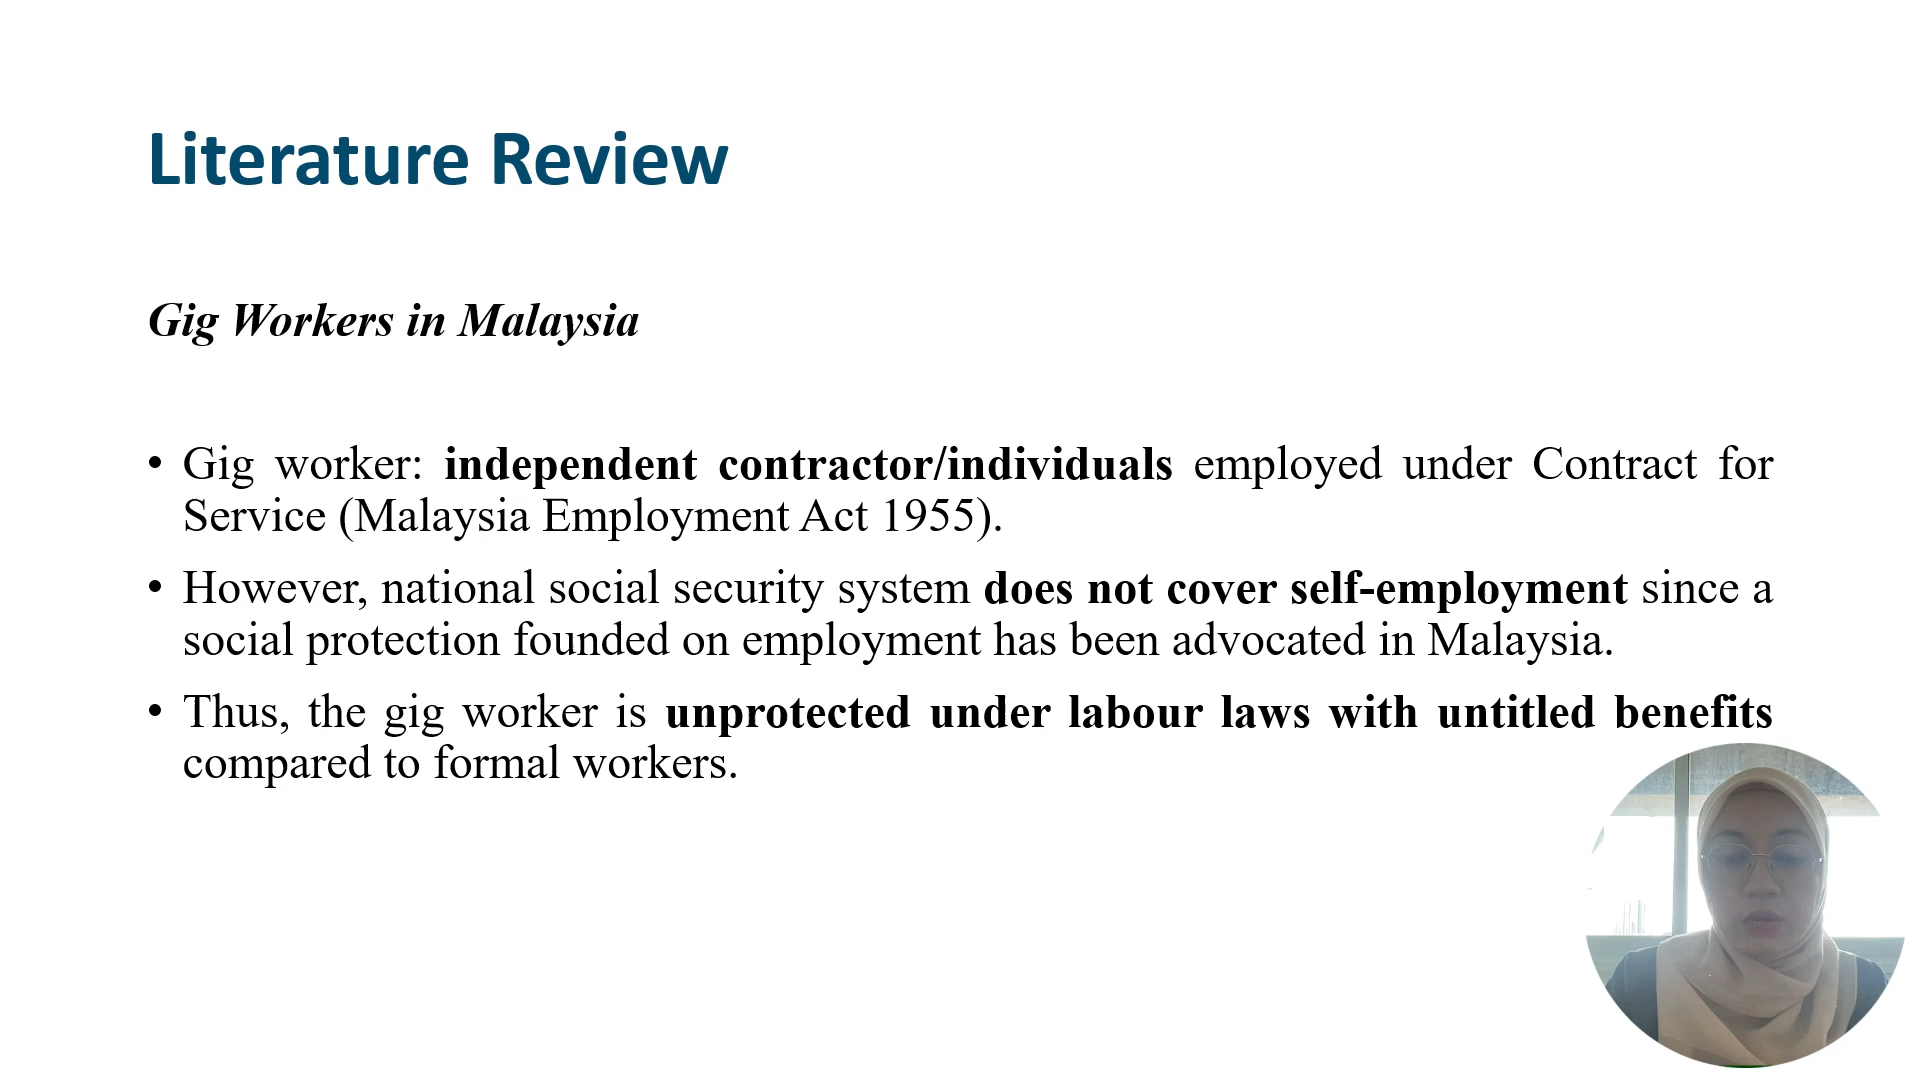 Literature Review
Gig Workers in Malaysia
• Gig worker: independent contractor/individuals employed under Contract for
Service (Malaysia Employment Act 1955).
• However, national social security system does not cover self-employment since a
social protection founded on employment has been advocated in Malaysia.
• Thus, the gig worker is unprotected under labour laws with untitled benefits
compared to formal workers.